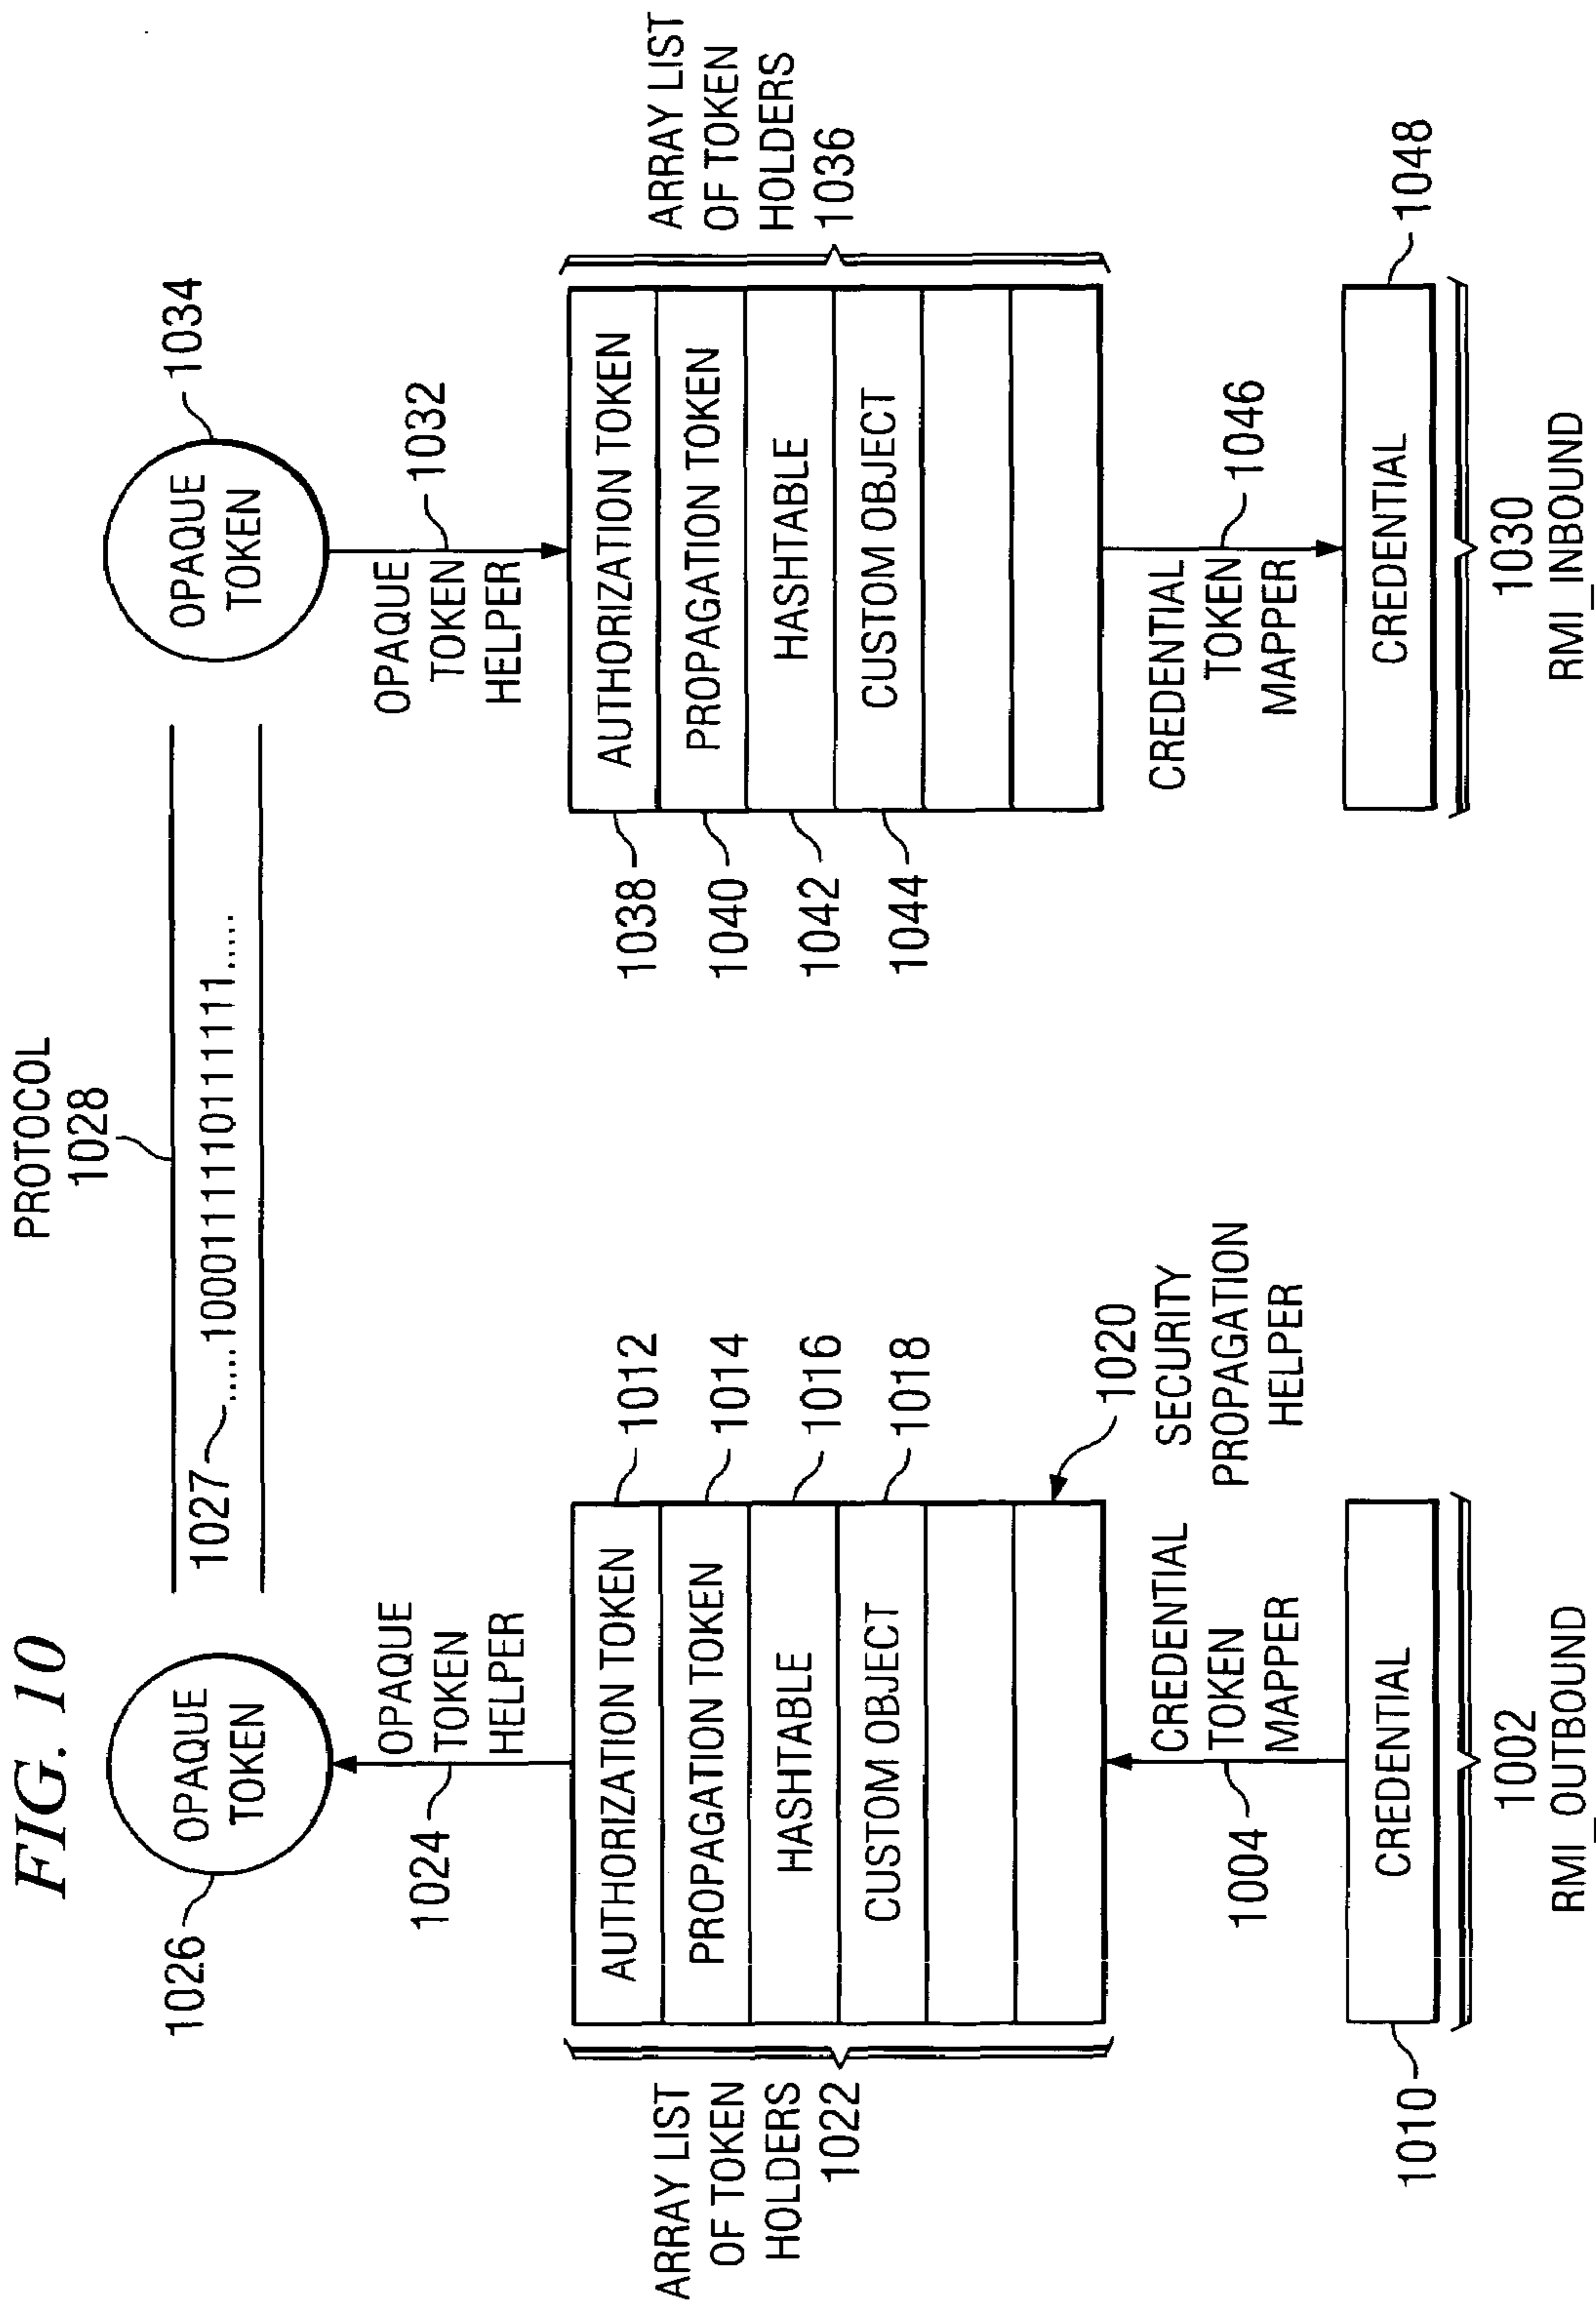 FIG. 10
PROTOCOL
1028
1026
OPAQUE
TOKEN
1027
......1000111110111111.....
OPAQUE
TOKEN
1034
1024
OPAQUE
TOKEN
HELPER
OPAQUE
TOKEN
HELPER
1032
ARRAY LIST
OF TOKEN
HOLDERS
1022
AUTHORIZATION TOKEN
PROPAGATION TOKEN
HASHTABLE
CUSTOM OBJECT
1012
1014
1016
1018
1020
SECURITY
PROPAGATION
HELPER
1038
1040
1042
1044
AUTHORIZATION TOKEN
PROPAGATION TOKEN
HASHTABLE
CUSTOM OBJECT
ARRAY LIST
OF TOKEN
HOLDERS
1036
1004
CREDENTIAL
TOKEN
MAPPER
CREDENTIAL
TOKEN
MAPPER
1046
1010
CREDENTIAL
1002
RMI_OUTBOUND
CREDENTIAL
1048
1030
RMI_INBOUND